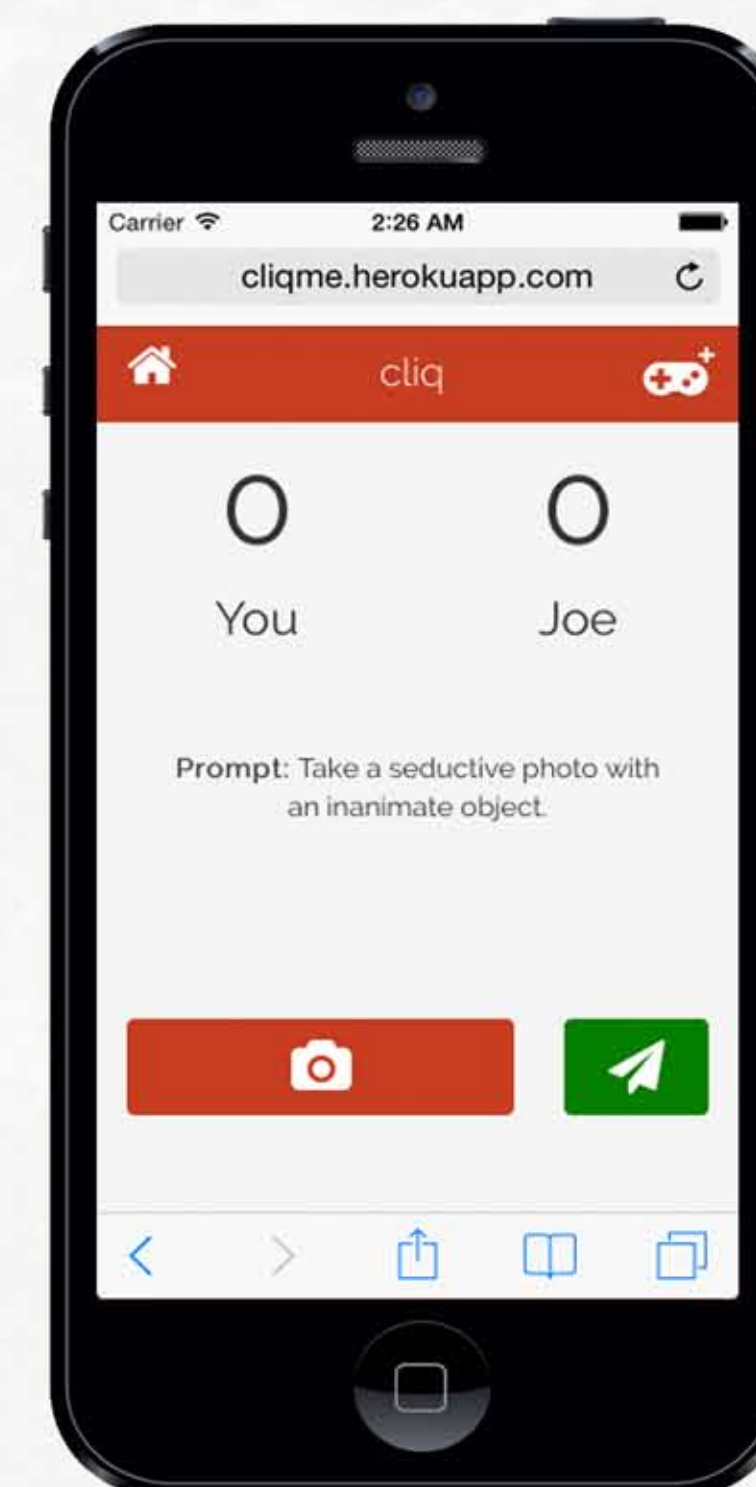 Carrier 2:26 AM
cliqme.herokuapp.com
cliq
0 0
You Joe
Prompt: Take a seductive photo with
an inanimate object.